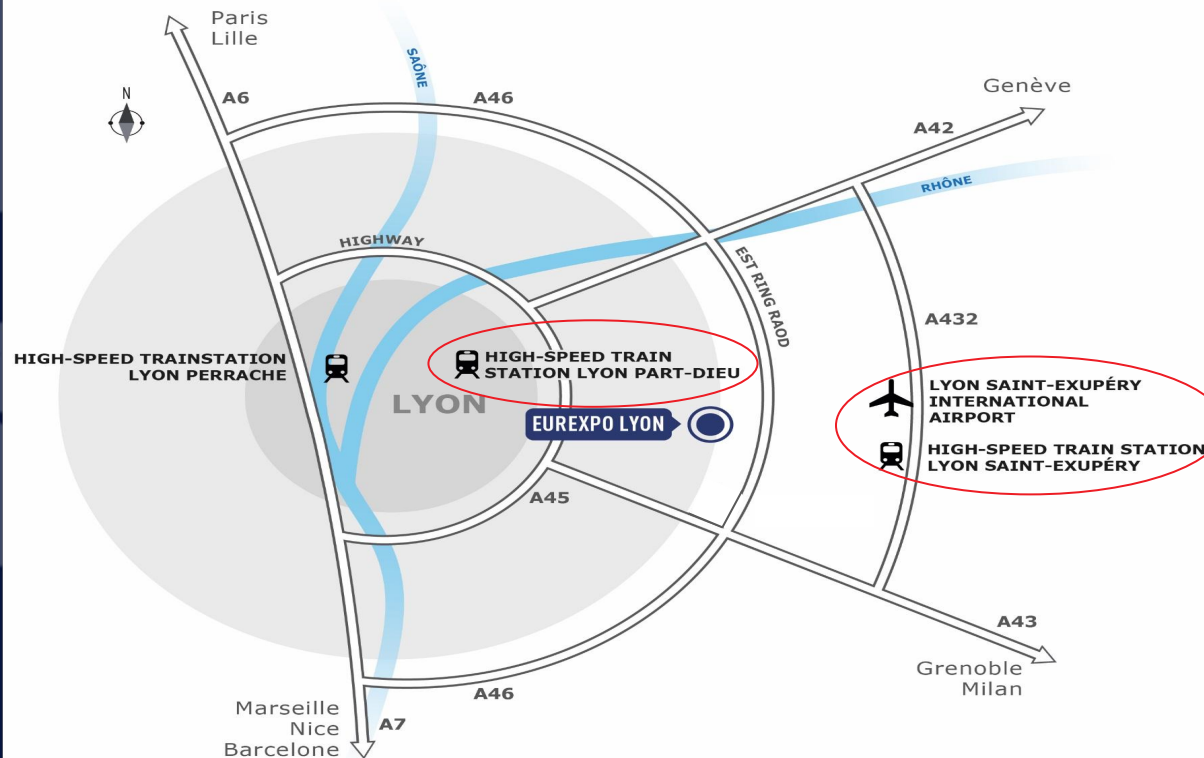 Paris
Lille
N
A6
SAÔNE
A46
Genève
A42
RHÔNE
HIGHWAY
EST RING RAOD
A432
HIGH-SPEED TRAINSTATION
LYON PERRACHE
HIGH-SPEED TRAIN
STATION LYON PART-DIEU
LYON
EUREXPO LYON
LYON SAINT-EXUPÉRY
INTERNATIONAL
AIRPORT
HIGH-SPEED TRAIN STATION
LYON SAINT-EXUPÉRY
A45
A43
Grenoble
Milan
A46
Marseille
Nice
Barcelone
A7